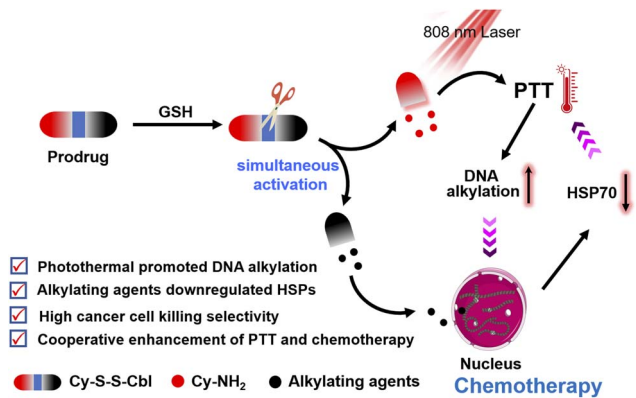 808 nm Laser
GSH
PTT
Prodrug
simultaneous
activation
DNA
alkylation
HSP70
Photothermal promoted DNA alkylation
Alkylating agents downregulated HSPs
High cancer cell killing selectivity
Cooperative enhancement of PTT and chemotherapy
Nucleus
Chemotherapy
Cy-S-S-Cbl
Cy-NH₂
Alkylating agents